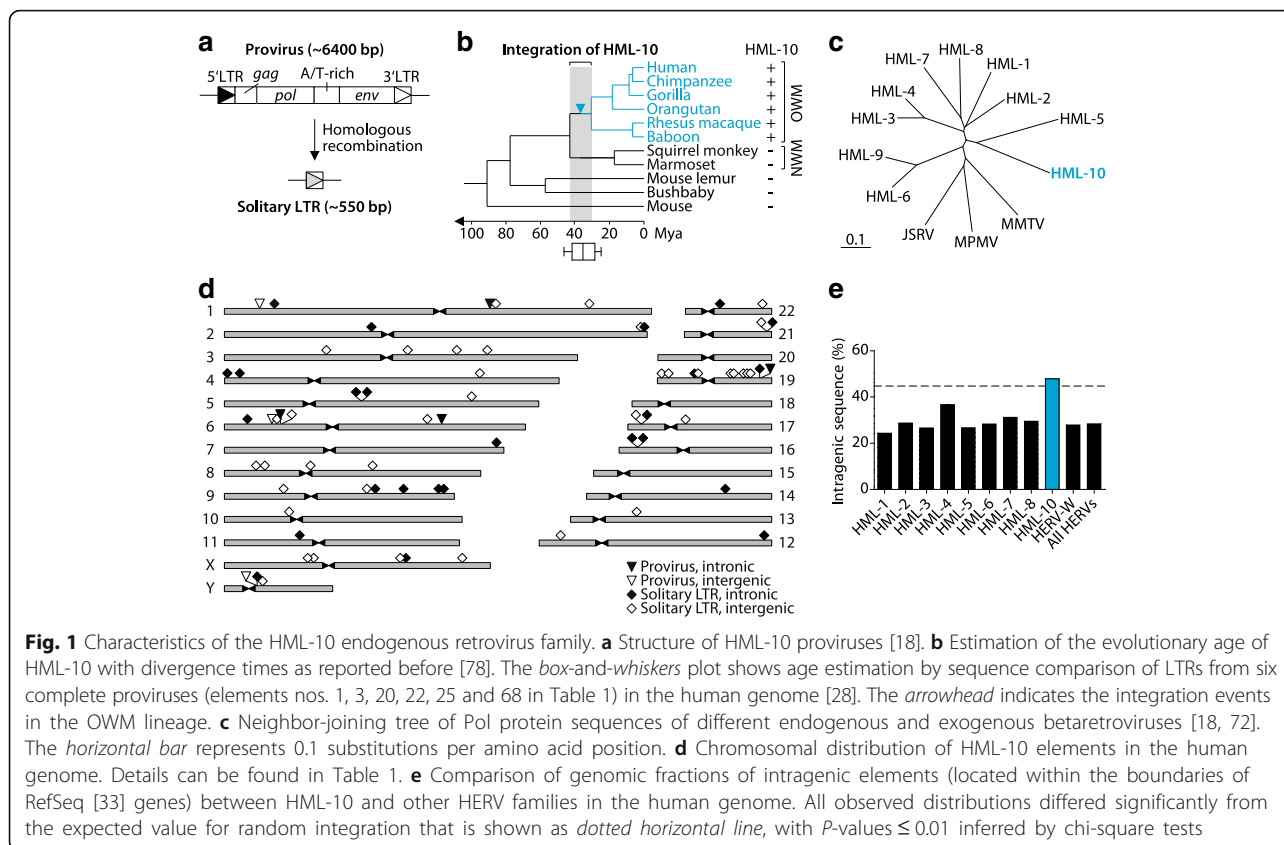 a
Provirus (~6400 bp)
5'LTR gag A/T-rich 3'LTR
pol env
Homologous
recombination
Solitary LTR (~550 bp)
b
Integration of HML-10 HML-10
Human +
Chimpanzee +
Gorilla +
Orangutan +
Rhesus macaque +
Baboon +
OWM
Squirrel monkey -
Marmoset -
NWM
Mouse lemur -
Bushbaby -
Mouse -
100 80 60 40 20 0 Mya
c
HML-8
HML-7
HML-1
HML-4
HML-2
HML-3
HML-5
HML-9
HML-10
HML-6
MMTV
JSRV
MPMV
0.1
d
1 22
2 21
3 20
4 19
5 18
6 17
7 16
8 15
9 14
10 13
11 12
X
Y
▼ Provirus, intronic
▽ Provirus, intergenic
◆ Solitary LTR, intronic
◇ Solitary LTR, intergenic
e
Intragenic sequence (%)
60
40
20
0
HML-1
HML-2
HML-3
HML-4
HML-5
HML-6
HML-7
HML-8
HML-10
HERV-W
All HERVs
Fig. 1 Characteristics of the HML-10 endogenous retrovirus family. a Structure of HML-10 proviruses [18]. b Estimation of the evolutionary age of
HML-10 with divergence times as reported before [78]. The box-and-whiskers plot shows age estimation by sequence comparison of LTRs from six
complete proviruses (elements nos. 1, 3, 20, 22, 25 and 68 in Table 1) in the human genome [28]. The arrowhead indicates the integration events
in the OWM lineage. c Neighbor-joining tree of Pol protein sequences of different endogenous and exogenous betaretroviruses [18, 72].
The horizontal bar represents 0.1 substitutions per amino acid position. d Chromosomal distribution of HML-10 elements in the human
genome. Details can be found in Table 1. e Comparison of genomic fractions of intragenic elements (located within the boundaries of
RefSeq [33] genes) between HML-10 and other HERV families in the human genome. All observed distributions differed significantly from
the expected value for random integration that is shown as dotted horizontal line, with P-values ≤ 0.01 inferred by chi-square tests